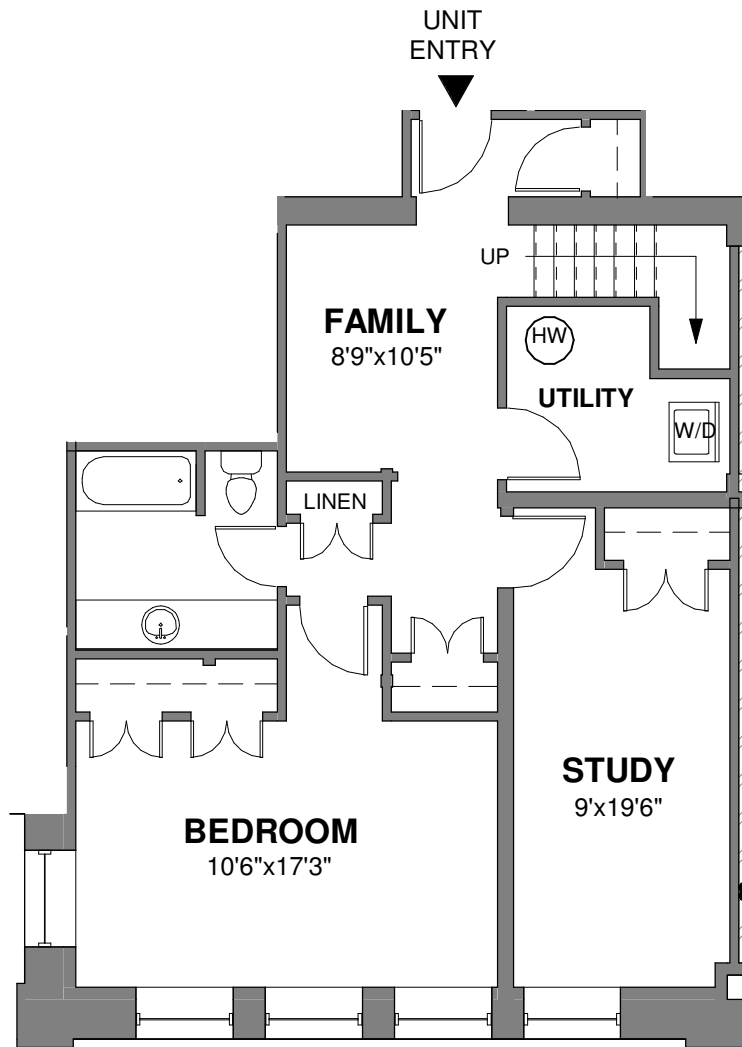 UNIT
ENTRY
UP
FAMILY
8'9"x10'5"
HW
UTILITY
W/D
LINEN
STUDY
9'x19'6"
BEDROOM
10'6"x17'3"